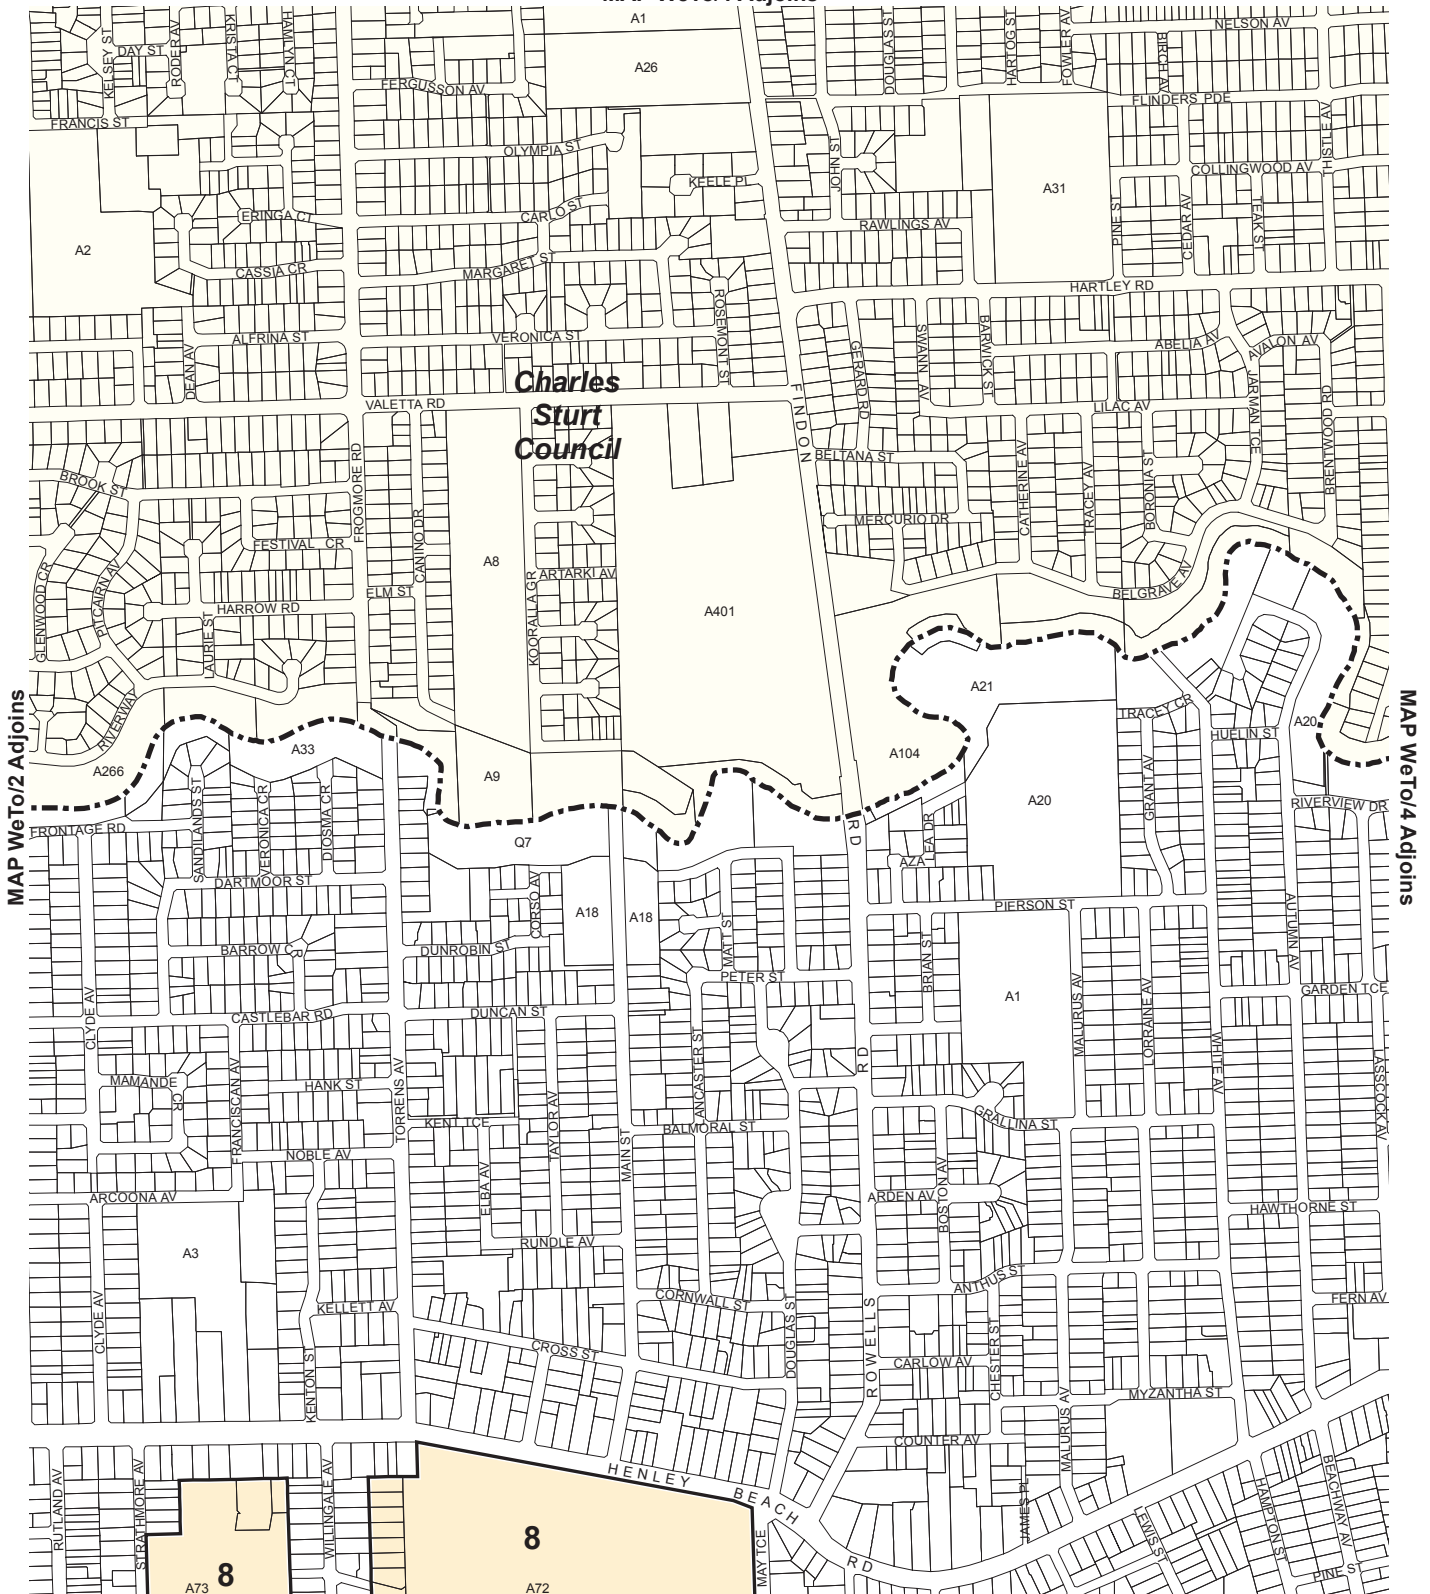 A1
NELSON AV
DOUGLAS ST
HARTOG ST
FOWLER AV
BIRCH AV
KELSEY ST
DAY ST
RODER AV
KRISTA CT
HAMLYN CT
A26
FERGUSSON AV
FLINDERS PDE
FRANCIS ST
THISTLE AV
OLYMPIA ST
JOHN ST
COLLINGWOOD AV
KEELE PL
A31
ERINGA CT
CARLO ST
RAWLINGS AV
PINE ST
CEDAR AV
TEAK ST
A2
CASSIA CR
MARGARET ST
HARTLEY RD
ROSEMONT ST
ALFRINA ST
VERONICA ST
GERARD RD
SWANN AV
BARWICK ST
ABELIA AV
AVALON AV
DEAN AV
Charles
Sturt
Council
JARMAN TCE
BRENTWOOD RD
VALETTA RD
LILAC AV
FINDON
BELTANA ST
BROOK ST
FROGMORE RD
CATHERINE AV
TRACEY AV
BORONIA ST
MERCURIO DR
FESTIVAL CR
CANINO DR
A8
ARTARKI AV
GLENWOOD CR
PITCAIRN AV
ELM ST
BELGRAVE AV
HARROW RD
LAURIE ST
KOORALLA GR
A401
A21
MAP WeTo/2 Adjoins
MAP WeTo/4 Adjoins
RIVERWAY
TRACEY CR
A20
HUELIN ST
A33
A104
A266
A9
A20
GRANT AV
RIVERVIEW DR
FRONTAGE RD
SANDILANDS ST
VERONICA CR
DIOSMA CR
Q7
RD
LEA DR
AZA
DARTMOOR ST
CORSO AV
A18
A18
PIERSON ST
AUTUMN AV
BARROW CR
DUNROBIN ST
MATT ST
BRIAN ST
PETER ST
A1
GARDEN TCE
CLYDE AV
CASTLEBAR RD
DUNCAN ST
MALURUS AV
LORRAINE AV
WHITE AV
LASSCOCK AV
RD
MAMANDE
CR
FRANCISCAN AV
HANK ST
TORRENS AV
LANCASTER ST
KENT TCE
TAYLOR AV
BALMORAL ST
GRALLINA ST
NOBLE AV
MAIN ST
ELBA AV
ARCOONA AV
ARDEN AV
BOSTON AV
HAWTHORNE ST
A3
RUNDLE AV
ANTHUS ST
CORNWALL ST
FERN AV
KELLETT AV
CLYDE AV
CROSS ST
DOUGLAS ST
ROWELLS
CARLOW AV
CHESTER ST
KENTON ST
MYZANTHA ST
MALURUS AV
COUNTER AV
RUTLAND AV
STRATHMORE AV
WILLINGALE AV
HENLEY
BEACH
RD
JAMES PL
LEWIS ST
HAMPTON ST
BEACHWAY AV
PINE ST
MAY TCE
8
8
A73
A72